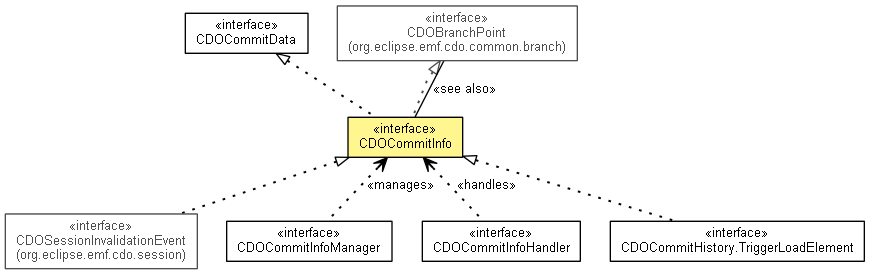 «interface»
CDOCommitData
«interface»
CDOBranchPoint
(org.eclipse.emf.cdo.common.branch)
«see also»
«interface»
CDOCommitInfo
«manages»
«handles»
«interface»
CDOSessionInvalidationEvent
(org.eclipse.emf.cdo.session)
«interface»
CDOCommitInfoManager
«interface»
CDOCommitInfoHandler
«interface»
CDOCommitHistory.TriggerLoadElement